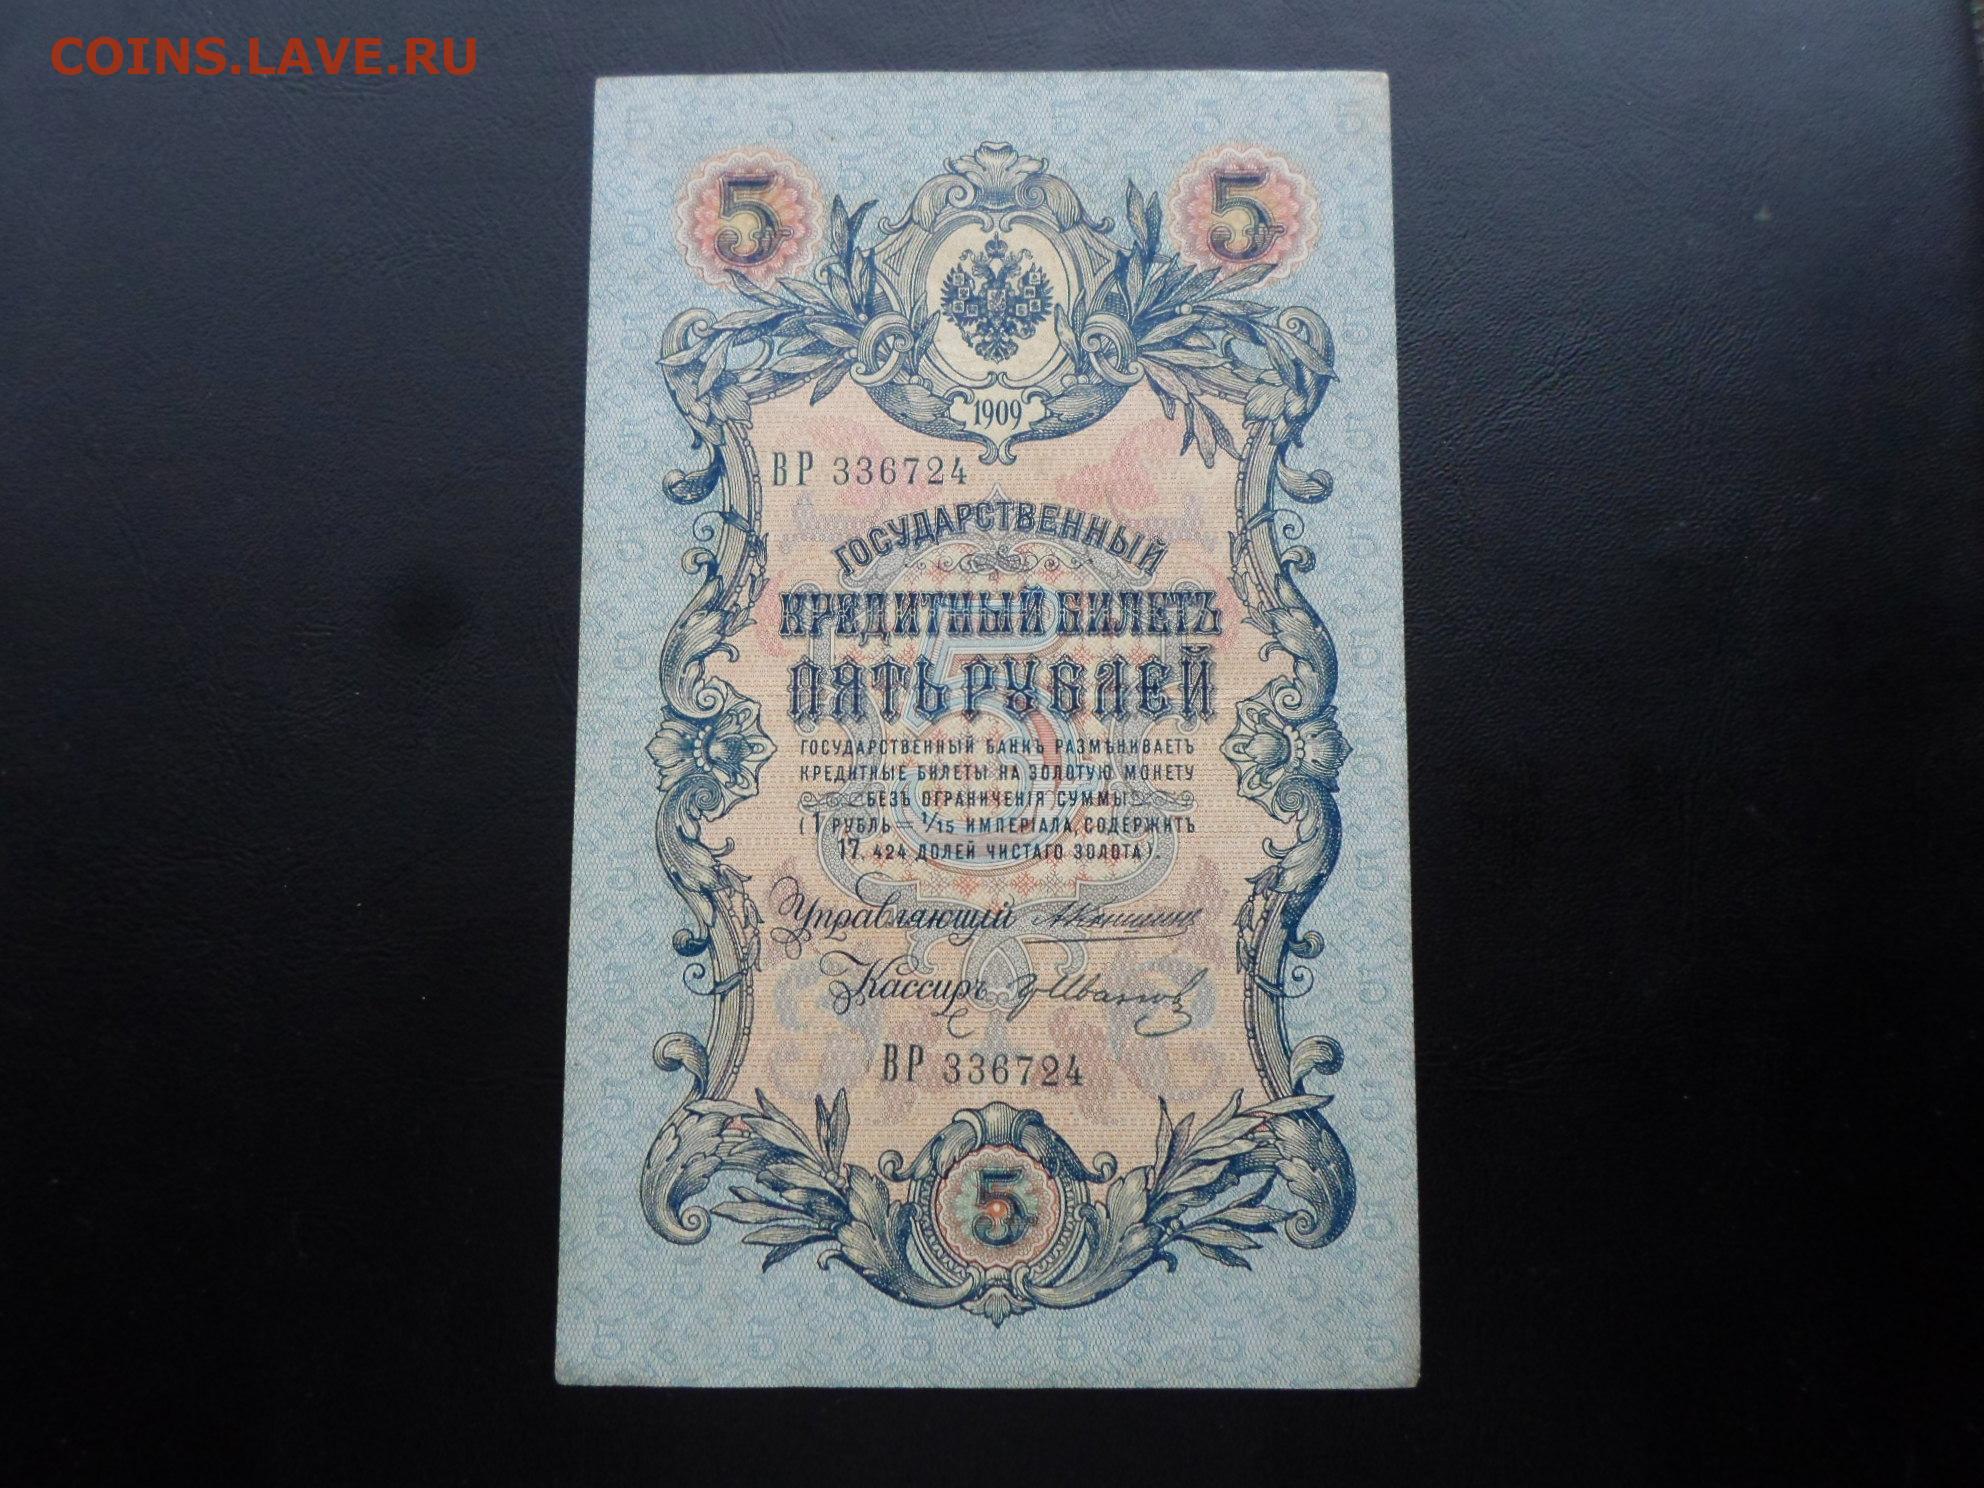 COINS.LAVE.RU
5 5
1909
ВР 336724
ГОСУДАРСТВЕННЫЙ
КРЕДИТНЫЙ БИЛЕТЪ
ПЯТЬ РУБЛЕЙ
ГОСУДАРСТВЕННЫЙ БАНКЪ РАЗМѢНИВАЕТЪ
КРЕДИТНЫЕ БИЛЕТЫ НА ЗОЛОТУЮ МОНЕТУ
БЕЗЪ ОГРАНИЧЕНІЯ СУММЫ
(1 РУБЛЬ = 1/15 ИМПЕРІАЛА, СОДЕРЖИТЪ
17,424 ДОЛЕЙ ЧИСТАГО ЗОЛОТА).
Управляющій АКоншинъ
Кассиръ ГрИвановъ
ВР 336724
5